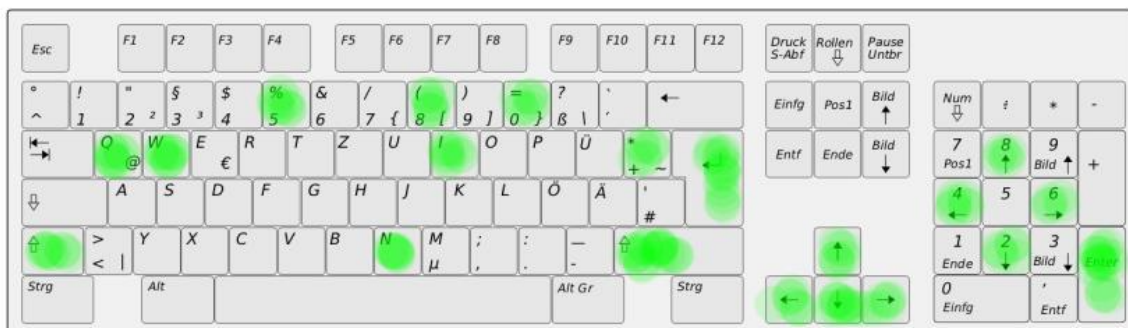 Esc F1 F2 F3 F4 F5 F6 F7 F8 F9 F10 F11 F12 Druck S-Abf Rollen ⇩ Pause Untbr
° ^ ! 1 " 2 ² § 3 ³ $ 4 % 5 & 6 / 7 { ( 8 [ ) 9 ] = 0 } ? ß \ ` ´ ← Einfg Pos1 Bild ↑ Num ⇩ ÷ * -
Q @ W E € R T Z U I O P Ü * + ~ ↵ Entf Ende Bild ↓ 7 Pos1 8 ↑ 9 Bild ↑ +
⇩ A S D F G H J K L Ö Ä ' # 4 ← 5 6 →
⇧ > < | Y X C V B N M µ ; , : . _ - ⇧ ↑ 1 Ende 2 ↓ 3 Bild ↓ Enter
Strg Alt Alt Gr Strg ← ↓ → 0 Einfg , Entf